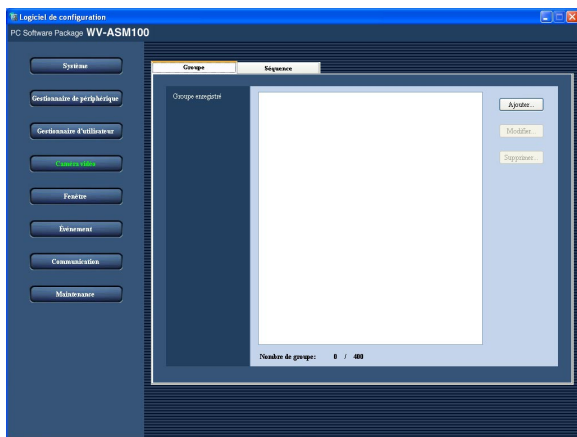 Logiciel de configuration
PC Software Package WV-ASM100
Système
Gestionnaire de périphérique
Gestionnaire d'utilisateur
Caméra vidéo
Fenêtre
Événement
Communication
Maintenance
Groupe
Séquence
Groupe enregistré
Ajouter...
Modifier...
Supprimer...
Nombre de groupe: 0 / 400